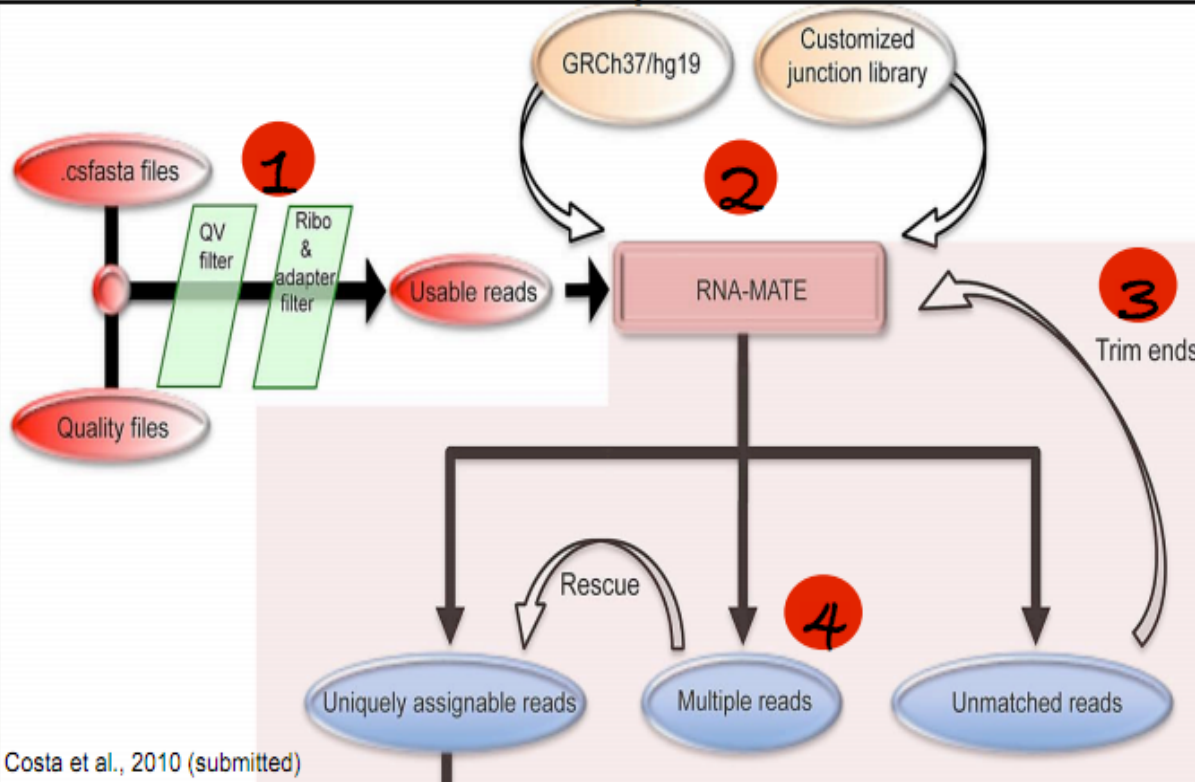 GRCh37/hg19
Customized
junction library
.csfasta files
1
2
QV
filter
Ribo
&
adapter
filter
Usable reads
RNA-MATE
3
Trim ends
Quality files
Rescue
4
Uniquely assignable reads
Multiple reads
Unmatched reads
Costa et al., 2010 (submitted)